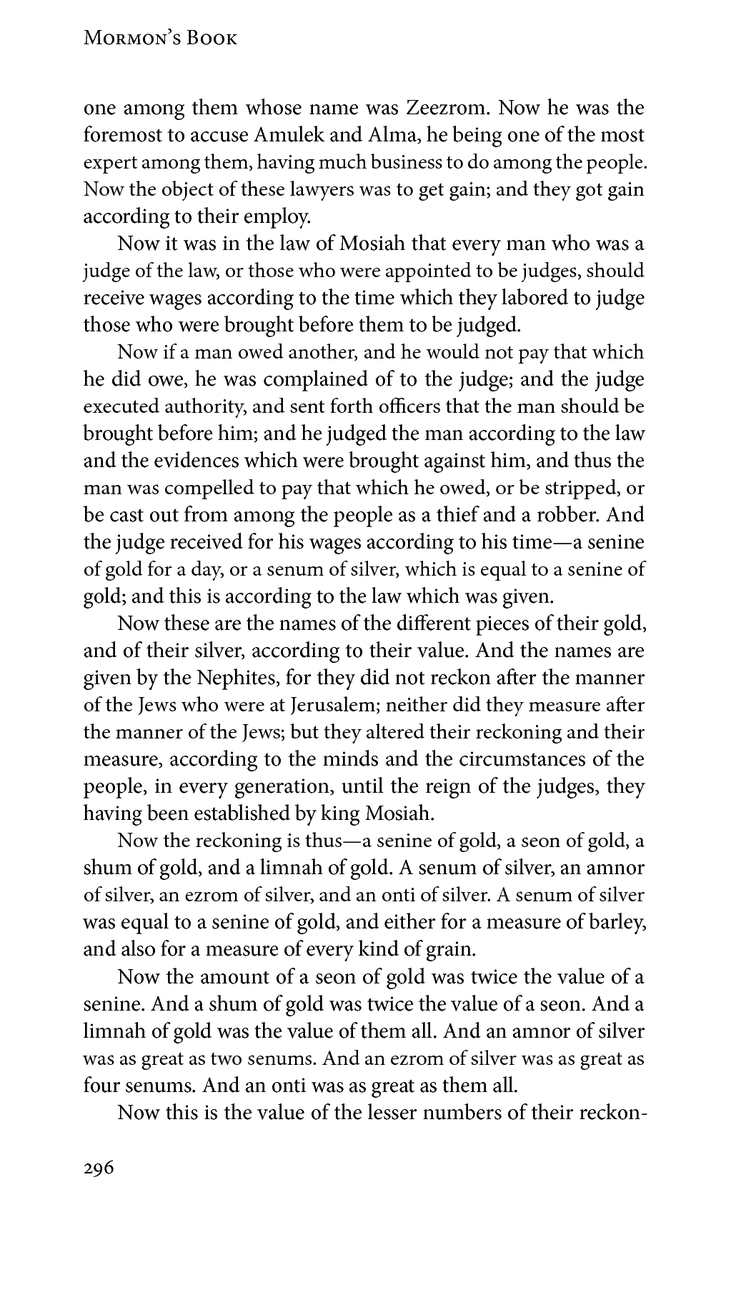 Mormon’s Book
one among them whose name was Zeezrom. Now he was the
foremost to accuse Amulek and Alma, he being one of the most
expert among them, having much business to do among the people.
Now the object of these lawyers was to get gain; and they got gain
according to their employ.
Now it was in the law of Mosiah that every man who was a
judge of the law, or those who were appointed to be judges, should
receive wages according to the time which they labored to judge
those who were brought before them to be judged.
Now if a man owed another, and he would not pay that which
he did owe, he was complained of to the judge; and the judge
executed authority, and sent forth officers that the man should be
brought before him; and he judged the man according to the law
and the evidences which were brought against him, and thus the
man was compelled to pay that which he owed, or be stripped, or
be cast out from among the people as a thief and a robber. And
the judge received for his wages according to his time—a senine
of gold for a day, or a senum of silver, which is equal to a senine of
gold; and this is according to the law which was given.
Now these are the names of the different pieces of their gold,
and of their silver, according to their value. And the names are
given by the Nephites, for they did not reckon after the manner
of the Jews who were at Jerusalem; neither did they measure after
the manner of the Jews; but they altered their reckoning and their
measure, according to the minds and the circumstances of the
people, in every generation, until the reign of the judges, they
having been established by king Mosiah.
Now the reckoning is thus—a senine of gold, a seon of gold, a
shum of gold, and a limnah of gold. A senum of silver, an amnor
of silver, an ezrom of silver, and an onti of silver. A senum of silver
was equal to a senine of gold, and either for a measure of barley,
and also for a measure of every kind of grain.
Now the amount of a seon of gold was twice the value of a
senine. And a shum of gold was twice the value of a seon. And a
limnah of gold was the value of them all. And an amnor of silver
was as great as two senums. And an ezrom of silver was as great as
four senums. And an onti was as great as them all.
Now this is the value of the lesser numbers of their reckon-
296